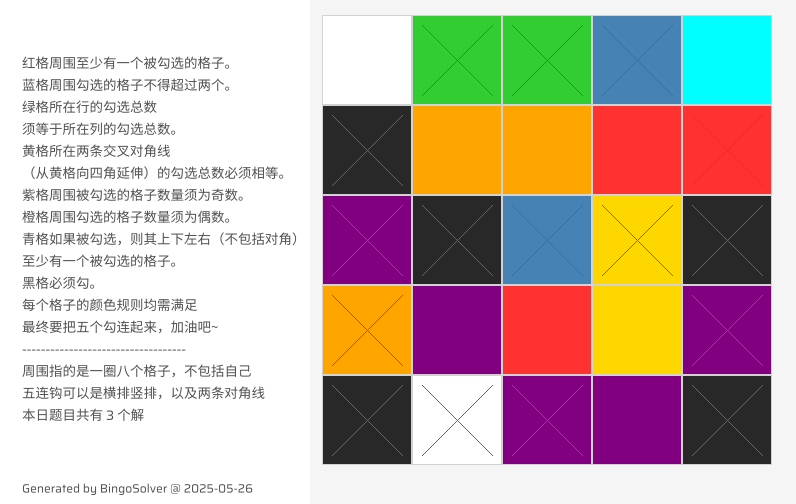 红格周围至少有一个被勾选的格子。
蓝格周围勾选的格子不得超过两个。
绿格所在行的勾选总数
须等于所在列的勾选总数。
黄格所在两条交叉对角线
（从黄格向四角延伸）的勾选总数必须相等。
紫格周围被勾选的格子数量须为奇数。
橙格周围勾选的格子数量须为偶数。
青格如果被勾选，则其上下左右（不包括对角）
至少有一个被勾选的格子。
黑格必须勾。
每个格子的颜色规则均需满足
最终要把五个勾连起来，加油吧~
-----------------------------------
周围指的是一圈八个格子，不包括自己
五连钩可以是横排竖排，以及两条对角线
本日题目共有 3 个解
Generated by BingoSolver @ 2025-05-26